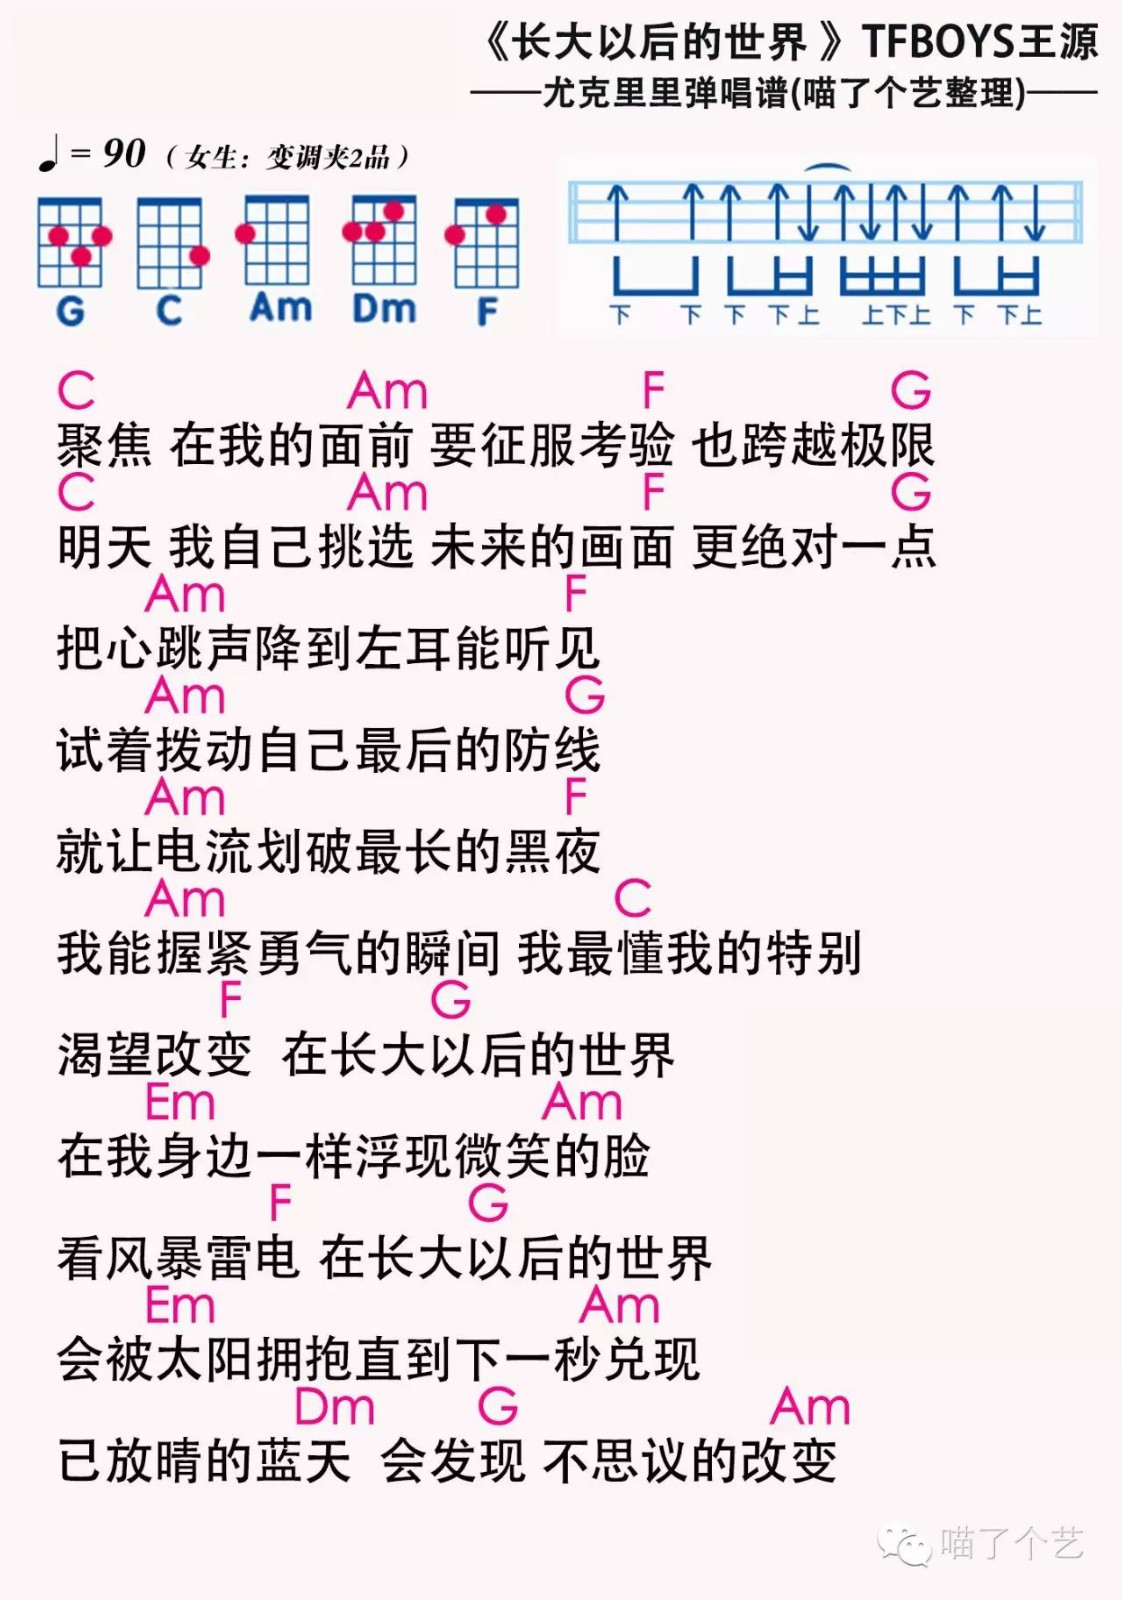 《长大以后的世界 》TFBOYS王源
——尤克里里弹唱谱(喵了个艺整理)——
♩= 90 （女生：变调夹2品）
G C Am Dm F
下 下 下 下上 上下上 下 下上
C Am F G
聚焦 在我的面前 要征服考验 也跨越极限
C Am F G
明天 我自己挑选 未来的画面 更绝对一点
Am F
把心跳声降到左耳能听见
Am G
试着拨动自己最后的防线
Am F
就让电流划破最长的黑夜
Am C
我能握紧勇气的瞬间 我最懂我的特别
F G
渴望改变 在长大以后的世界
Em Am
在我身边一样浮现微笑的脸
F G
看风暴雷电 在长大以后的世界
Em Am
会被太阳拥抱直到下一秒兑现
Dm G Am
已放晴的蓝天 会发现 不思议的改变
喵了个艺